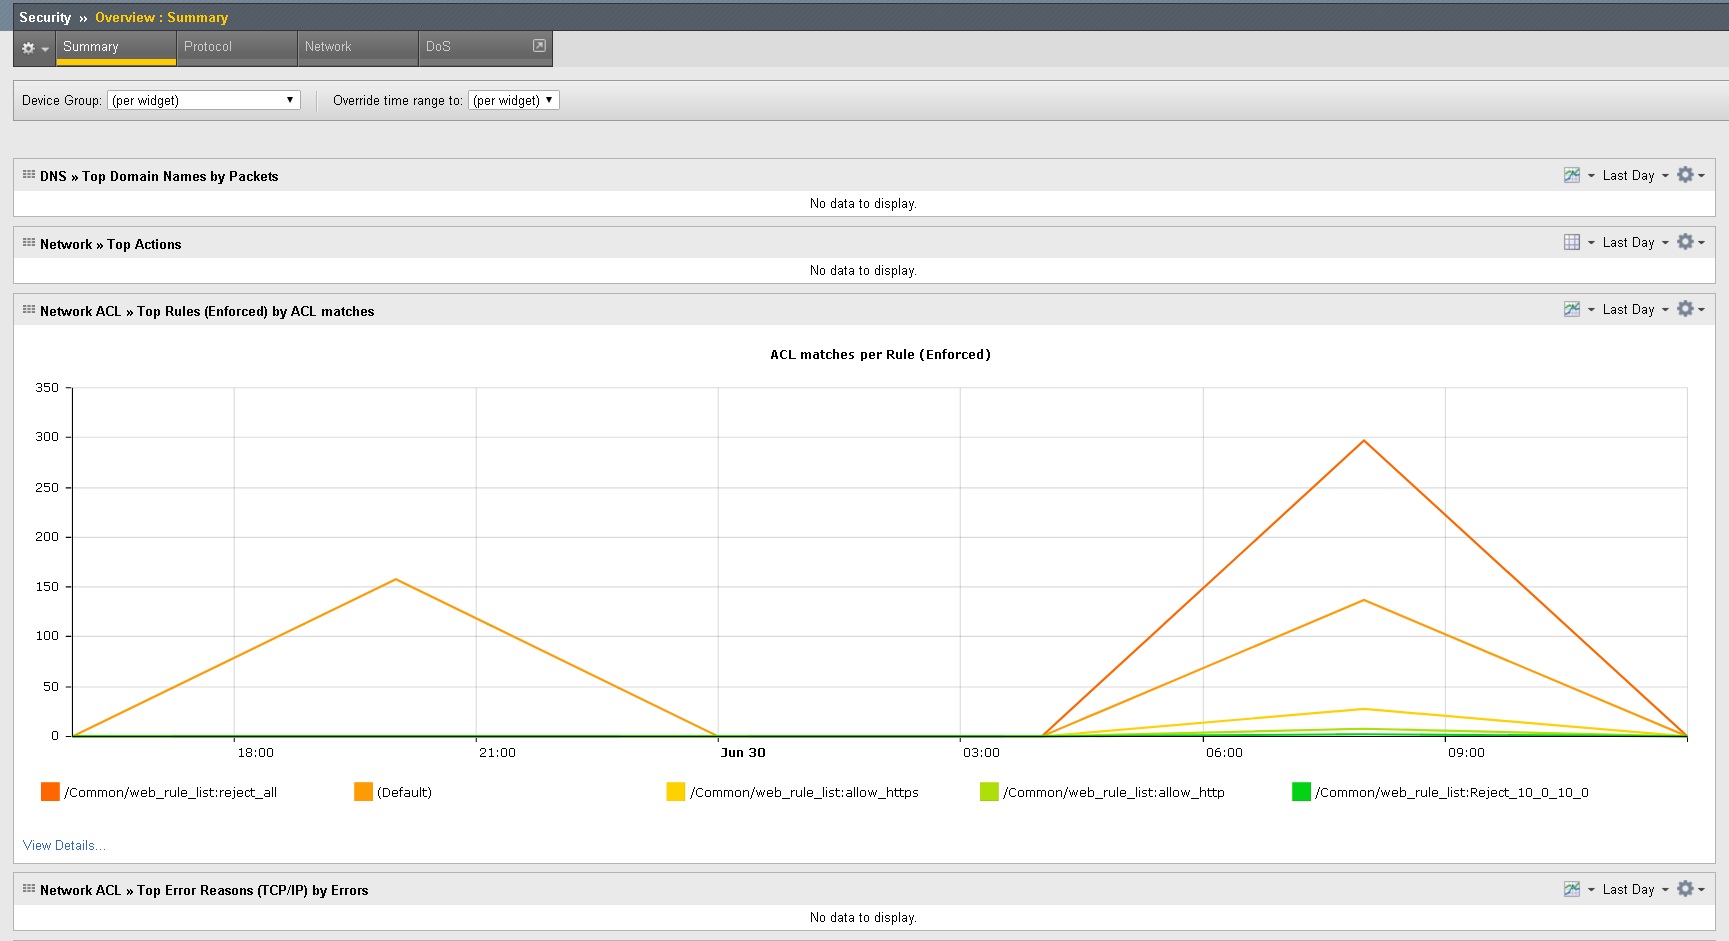 Security » Overview : Summary
Summary Protocol Network DoS
Device Group: (per widget) Override time range to: (per widget)
DNS » Top Domain Names by Packets Last Day
No data to display.
Network » Top Actions Last Day
No data to display.
Network ACL » Top Rules (Enforced) by ACL matches Last Day
ACL matches per Rule (Enforced)
350
300
250
200
150
100
50
0
18:00 21:00 Jun 30 03:00 06:00 09:00
/Common/web_rule_list:reject_all (Default) /Common/web_rule_list:allow_https /Common/web_rule_list:allow_http /Common/web_rule_list:Reject_10_0_10_0
View Details...
Network ACL » Top Error Reasons (TCP/IP) by Errors Last Day
No data to display.